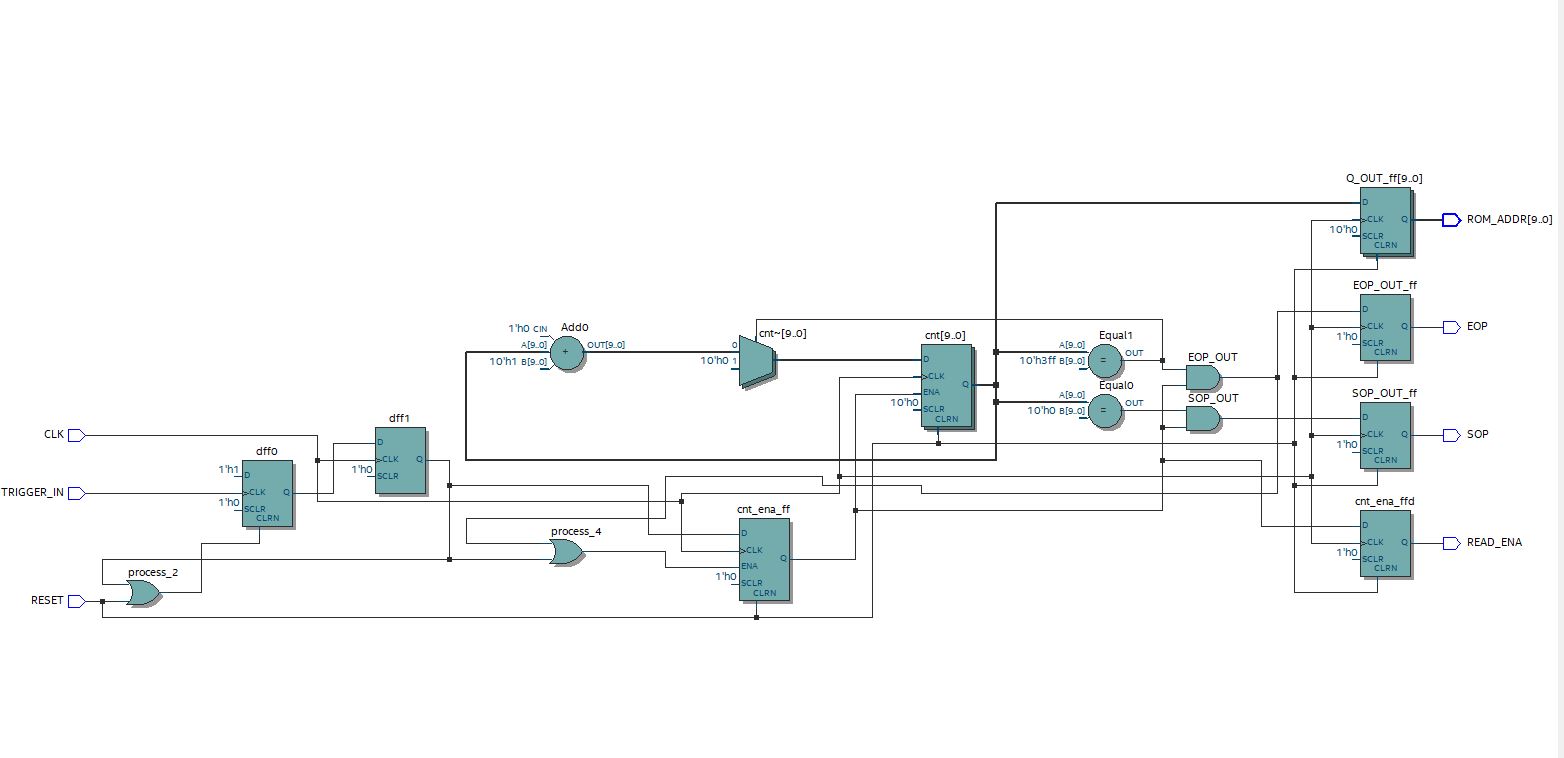 Q_OUT_ff[9..0]
D
CLK
Q
10'h0
SCLR
CLRN
ROM_ADDR[9..0]
EOP_OUT_ff
D
CLK
Q
1'h0
SCLR
CLRN
EOP
1'h0 CIN
Add0
A[9..0]
+
OUT[9..0]
10'h1 B[9..0]
cnt~[9..0]
0
10'h0 1
cnt[9..0]
D
CLK
Q
ENA
10'h0
SCLR
CLRN
Equal1
A[9..0]
=
OUT
10'h3ff B[9..0]
Equal0
A[9..0]
=
OUT
10'h0 B[9..0]
EOP_OUT
SOP_OUT
SOP_OUT_ff
D
CLK
Q
1'h0
SCLR
CLRN
SOP
CLK
dff1
D
CLK
Q
1'h0
SCLR
dff0
1'h1
D
TRIGGER_IN
CLK
Q
1'h0
SCLR
CLRN
cnt_ena_ff
D
CLK
ENA
Q
1'h0
SCLR
CLRN
process_4
cnt_ena_ffd
D
CLK
Q
1'h0
SCLR
CLRN
READ_ENA
process_2
RESET